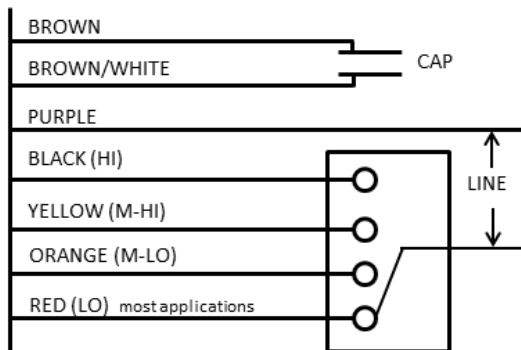 BROWN
CAP
BROWN/WHITE
PURPLE
BLACK (HI)
LINE
YELLOW (M-HI)
ORANGE (M-LO)
RED (LO) most applications